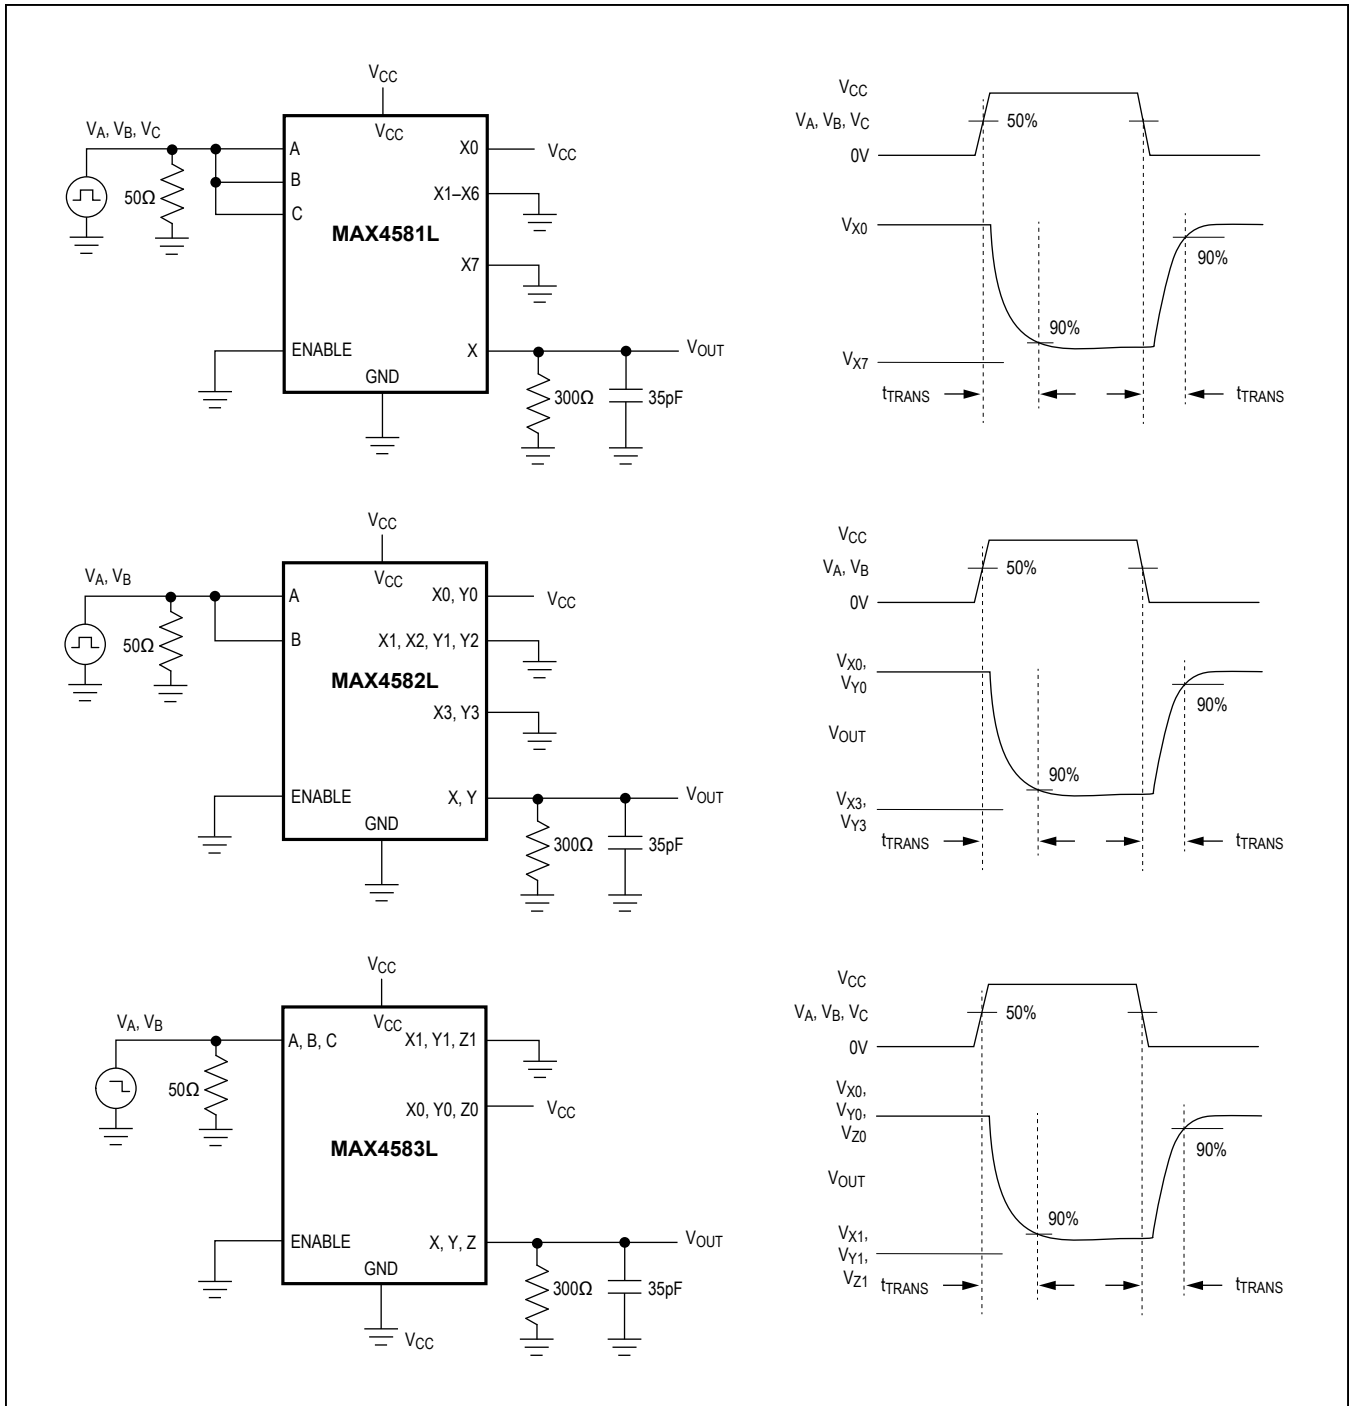 VCC
VA, VB, VC
50Ω
VCC
A
B
C
X0
VCC
X1–X6
MAX4581L
X7
ENABLE
X
GND
VOUT
300Ω
35pF
VCC
VA, VB, VC
50%
0V
VX0
90%
90%
VX7
tTRANS
tTRANS
VCC
VA, VB
50Ω
VCC
A
B
X0, Y0
VCC
X1, X2, Y1, Y2
MAX4582L
X3, Y3
ENABLE
X, Y
GND
VOUT
300Ω
35pF
VCC
VA, VB
50%
0V
VX0,
VY0
90%
VOUT
90%
VX3,
VY3
tTRANS
tTRANS
VCC
VA, VB
50Ω
VCC
A, B, C
X1, Y1, Z1
X0, Y0, Z0
VCC
MAX4583L
ENABLE
X, Y, Z
GND
VOUT
300Ω
35pF
VCC
VCC
VA, VB, VC
50%
0V
VX0,
VY0,
VZ0
90%
VOUT
90%
VX1,
VY1,
VZ1
tTRANS
tTRANS